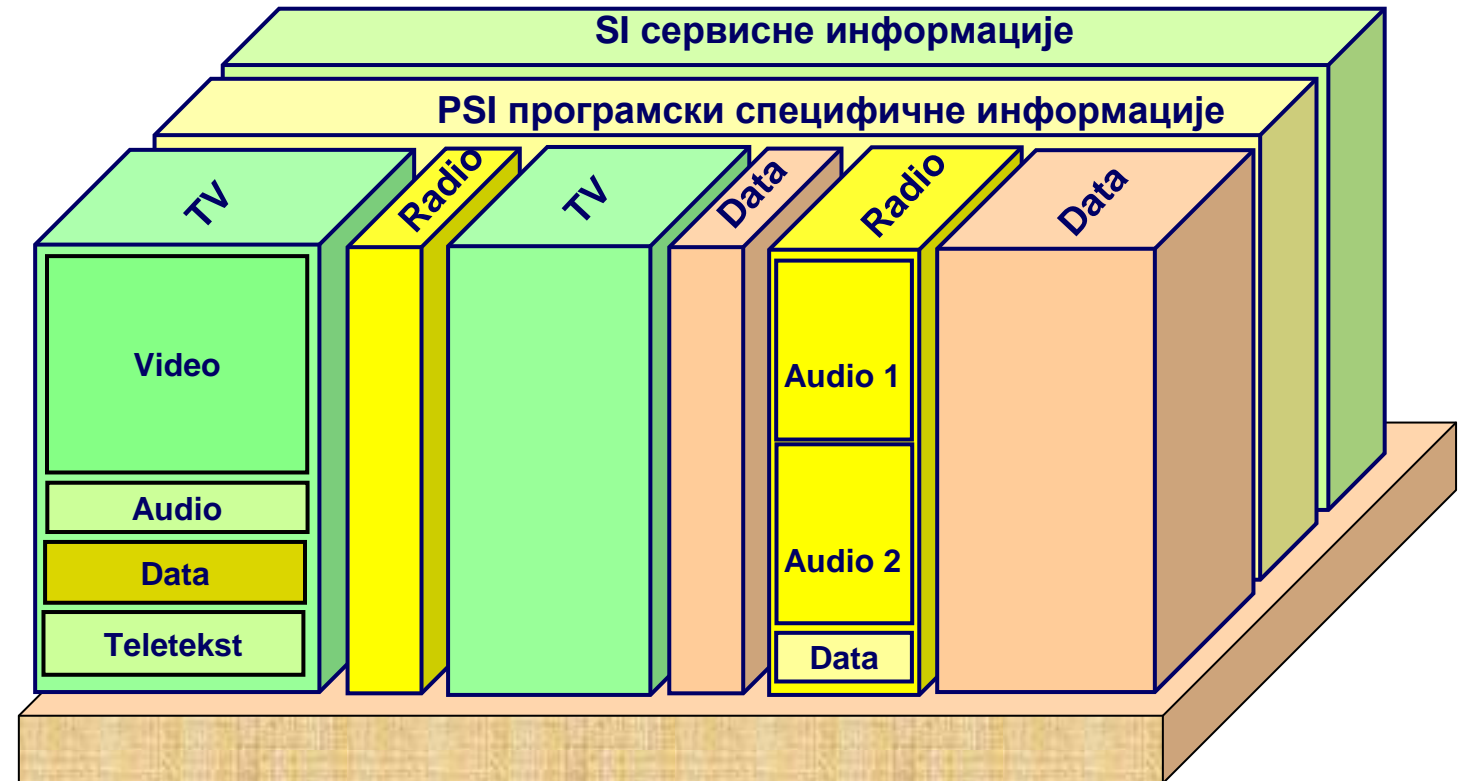 SI сервисне информације
PSI програмски специфичне информације
TV
Radio
TV
Data
Radio
Data
Video
Audio
Data
Teletekst
Audio 1
Audio 2
Data